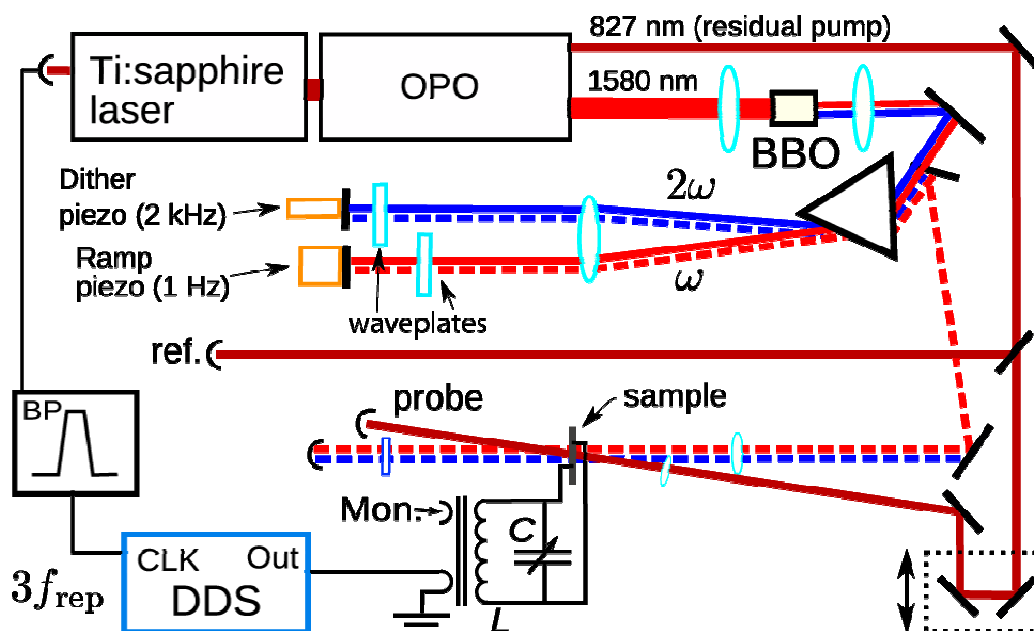 827 nm (residual pump)
Ti:sapphire
laser
OPO
1580 nm
BBO
Dither
piezo (2 kHz)
2ω
Ramp
piezo (1 Hz)
ω
waveplates
ref.
BP
probe
sample
Mon.
C
CLK
Out
DDS
3f_rep
L